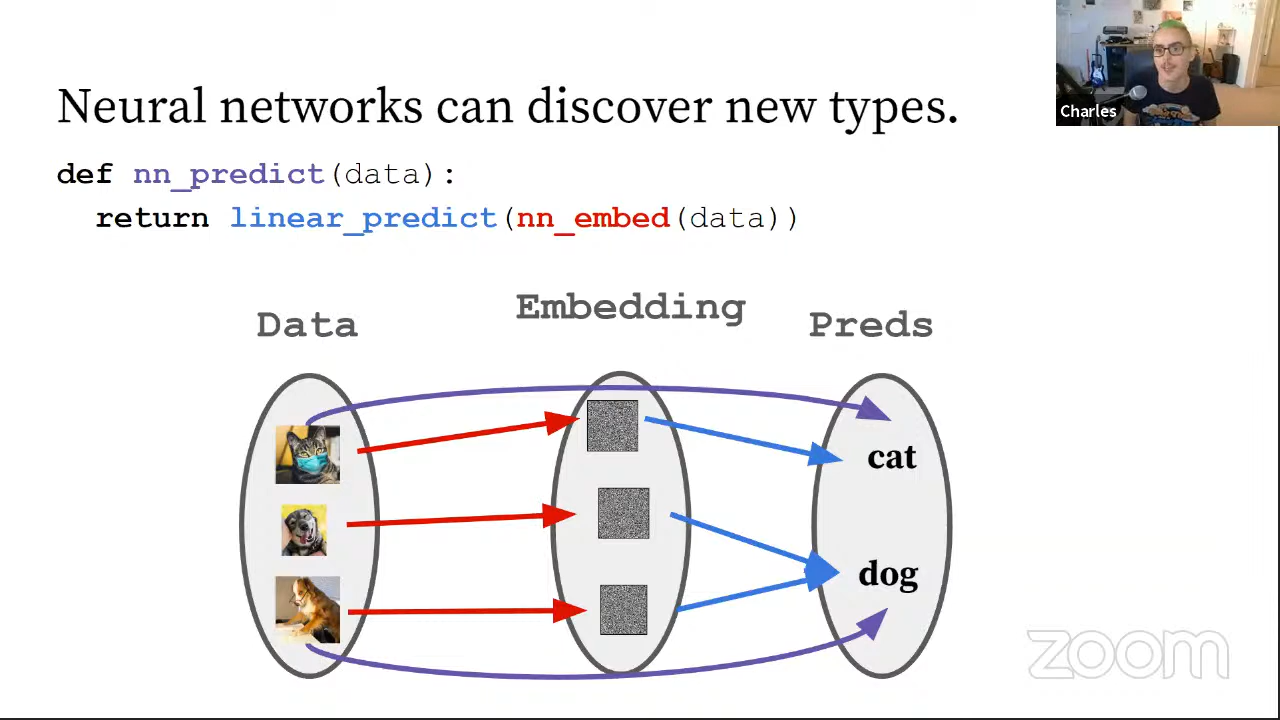 Neural networks can discover new types.
Charles
def nn_predict(data):
return linear_predict(nn_embed(data))
Data
Embedding
Preds
cat
dog
zoom